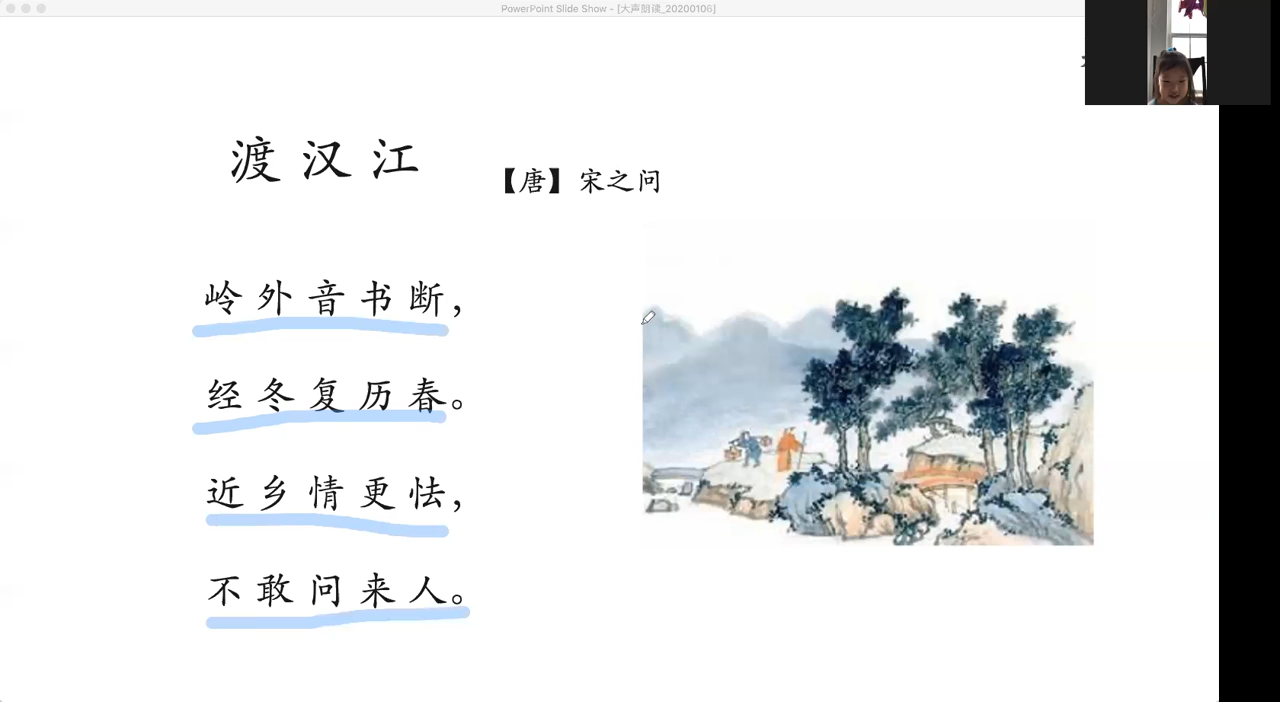 PowerPoint Slide Show - [大声朗读_20200106]
渡汉江
【唐】宋之问
岭外音书断，
经冬复历春。
近乡情更怯，
不敢问来人。